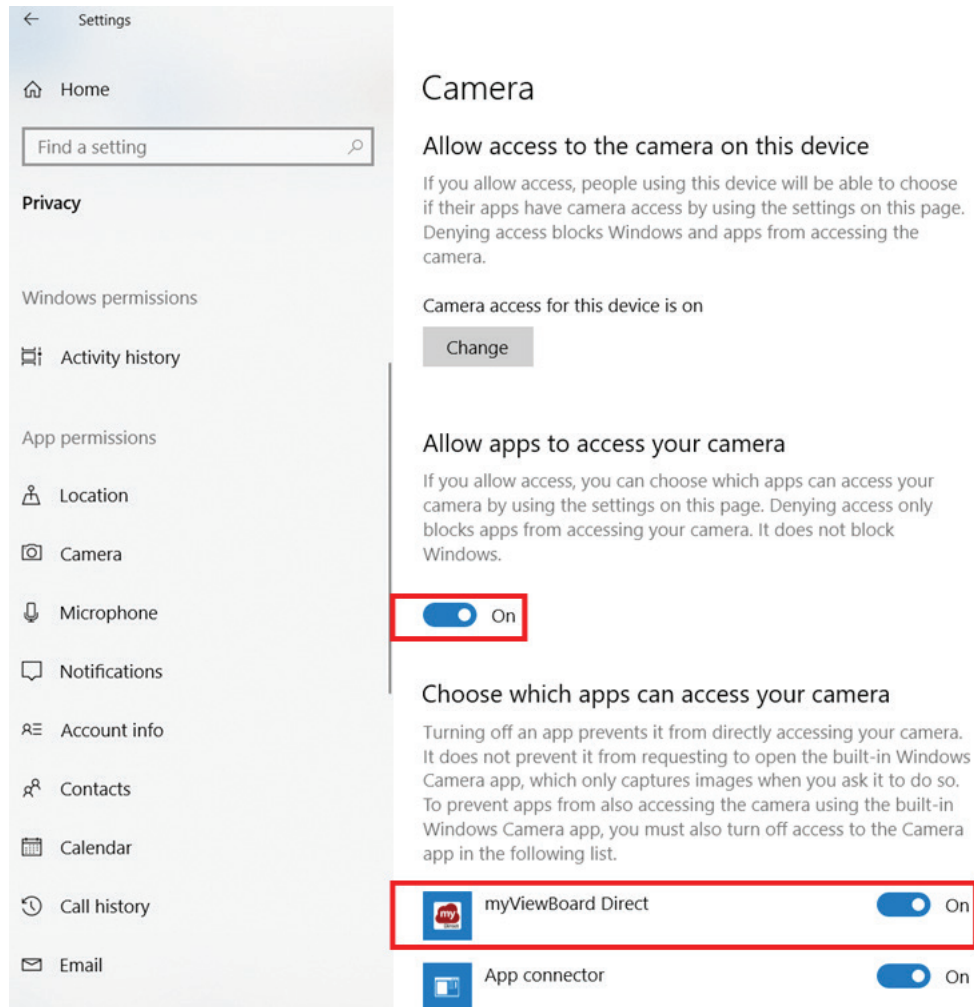 Settings
Home
Find a setting
Privacy
Windows permissions
Activity history
App permissions
Location
Camera
Microphone
Notifications
Account info
Contacts
Calendar
Call history
Email
Camera
Allow access to the camera on this device
If you allow access, people using this device will be able to choose
if their apps have camera access by using the settings on this page.
Denying access blocks Windows and apps from accessing the
camera.
Camera access for this device is on
Change
Allow apps to access your camera
If you allow access, you can choose which apps can access your
camera by using the settings on this page. Denying access only
blocks apps from accessing your camera. It does not block
Windows.
On
Choose which apps can access your camera
Turning off an app prevents it from directly accessing your camera.
It does not prevent it from requesting to open the built-in Windows
Camera app, which only captures images when you ask it to do so.
To prevent apps from also accessing the camera using the built-in
Windows Camera app, you must also turn off access to the Camera
app in the following list.
my
myViewBoard Direct On
App connector On